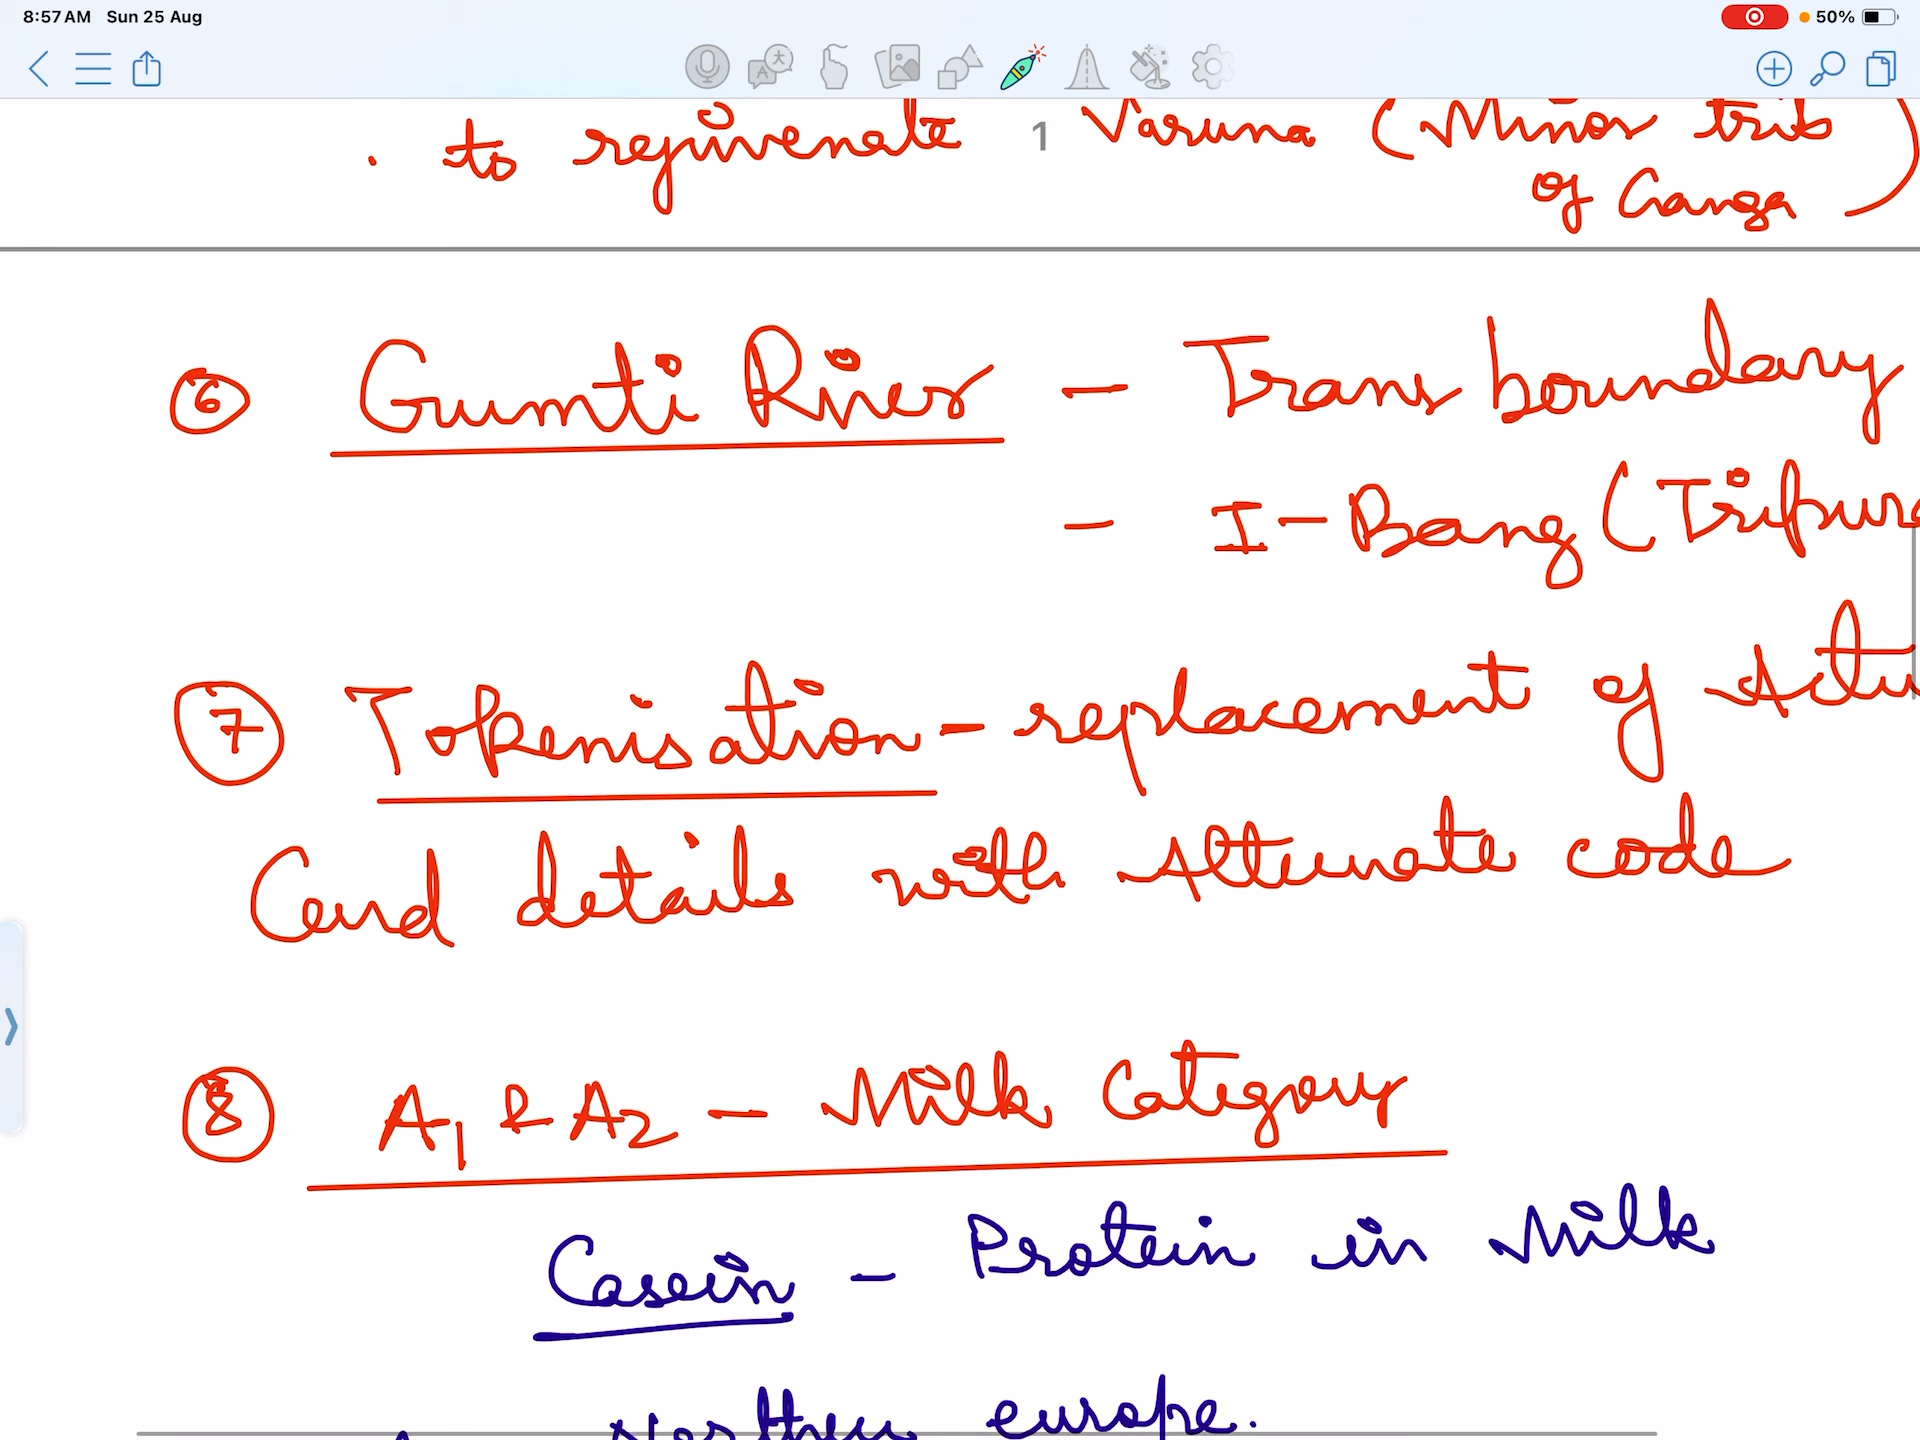 8:57 AM Sun 25 Aug
50%
. to rejuvenate Varuna (Minor trib
of Ganga)
1
6 Gumti River - Trans boundary
- I-Bang (Tripura
7 Tokenisation - replacement of Actu
Card details with Alternate code
8 A1 & A2 - Milk Category
Casein - Protein in Milk
Northern europe.